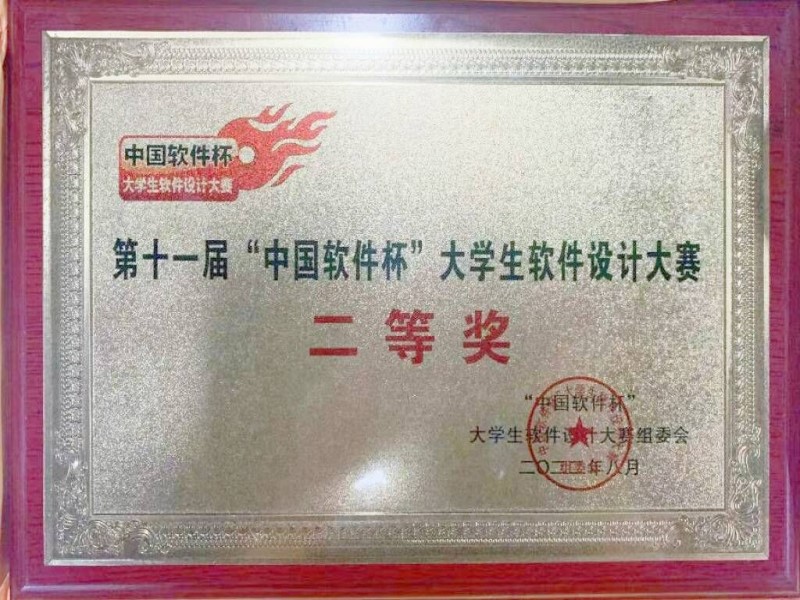 中国软件杯
大学生软件设计大赛
第十一届“中国软件杯”大学生软件设计大赛
二等奖
“中国软件杯”
大学生软件设计大赛组委会
二〇二二年八月